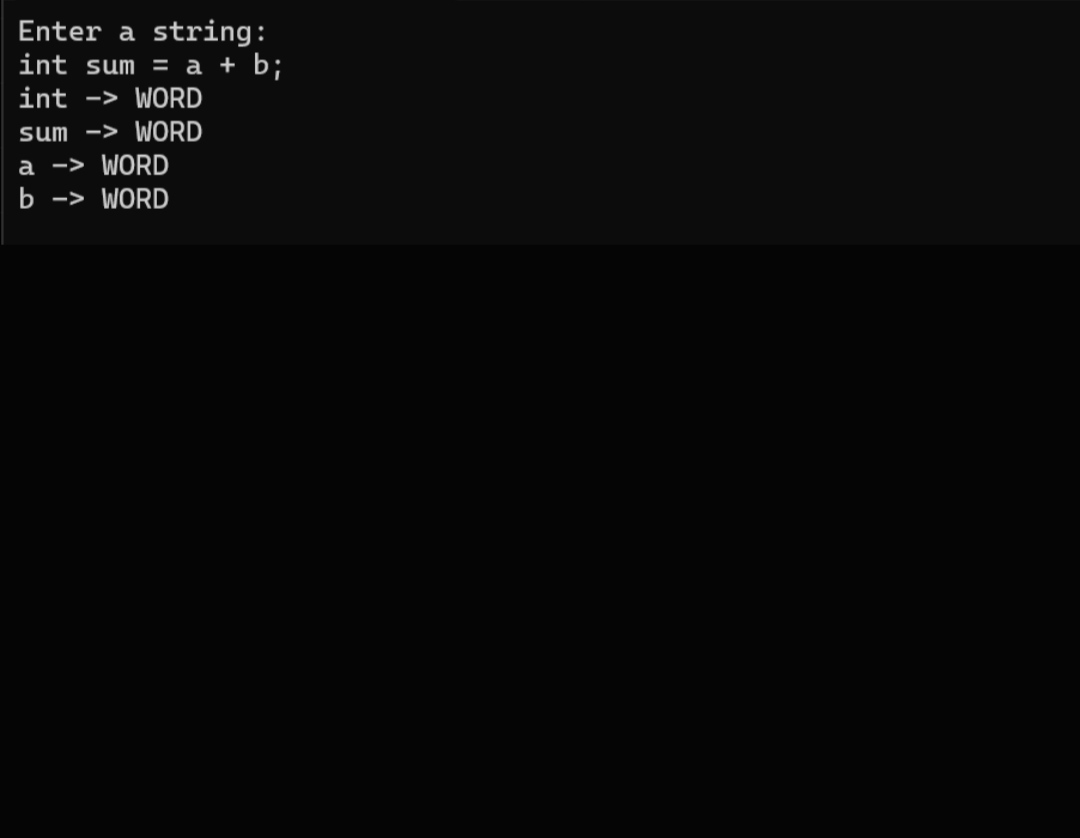 Enter a string:
int sum = a + b;
int -> WORD
sum -> WORD
a -> WORD
b -> WORD